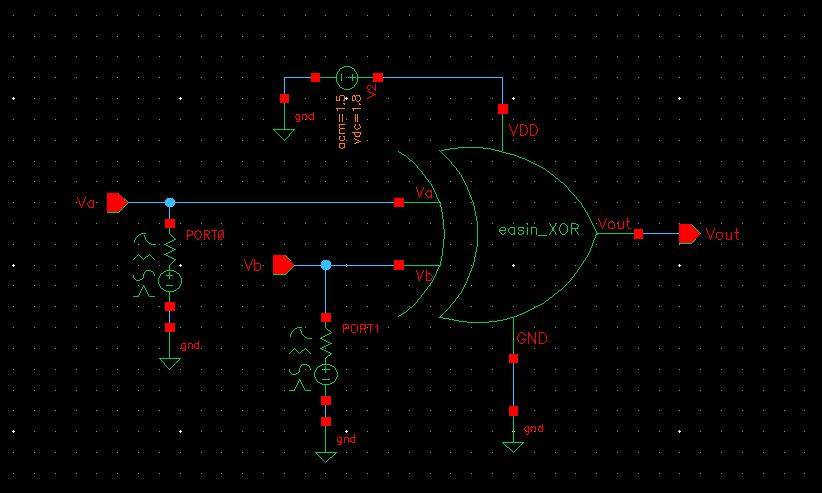 gnd
acm=1.5
vdc=1.8
V2
VDD
Va
Va
easin_XOR
Vout
Vout
PORT0
Vb
Vb
PORT1
GND
gnd
gnd
gnd